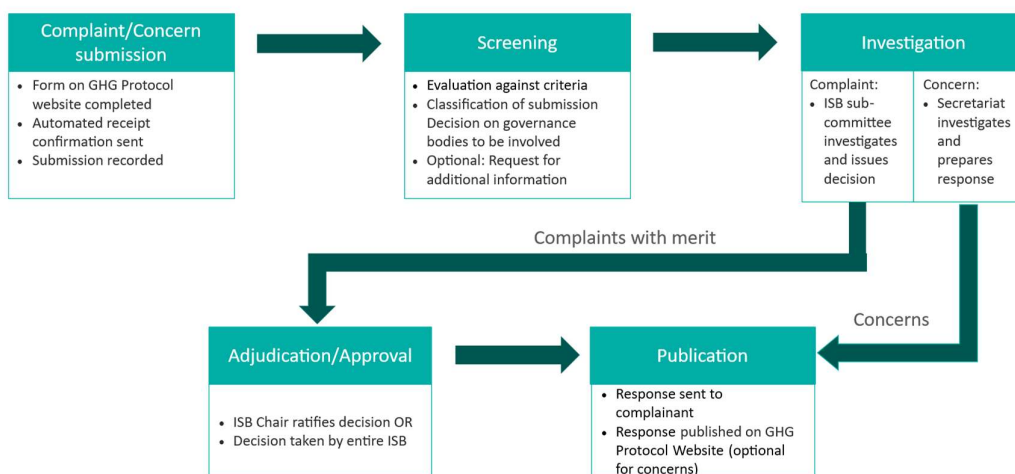 Complaint/Concern
submission
• Form on GHG Protocol
website completed
• Automated receipt
confirmation sent
• Submission recorded
Screening
• Evaluation against criteria
• Classification of submission
Decision on governance
bodies to be involved
• Optional: Request for
additional information
Investigation
Complaint:
• ISB sub-
committee
investigates
and issues
decision
Concern:
• Secretariat
investigates
and
prepares
response
Complaints with merit
Concerns
Adjudication/Approval
• ISB Chair ratifies decision OR
• Decision taken by entire ISB
Publication
• Response sent to
complainant
• Response published on GHG
Protocol Website (optional
for concerns)